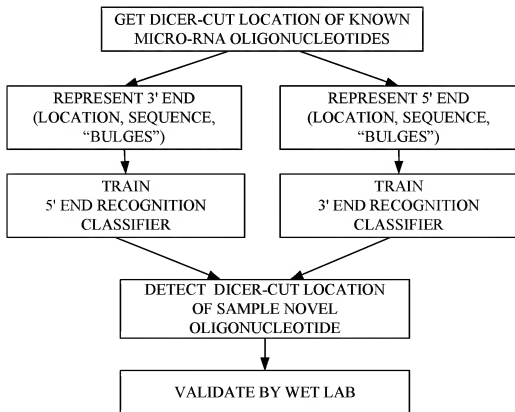 GET DICER-CUT LOCATION OF KNOWN
MICRO-RNA OLIGONUCLEOTIDES
REPRESENT 3' END
(LOCATION, SEQUENCE,
“BULGES”)
REPRESENT 5' END
(LOCATION, SEQUENCE,
“BULGES”)
TRAIN
5' END RECOGNITION
CLASSIFIER
TRAIN
3' END RECOGNITION
CLASSIFIER
DETECT DICER-CUT LOCATION
OF SAMPLE NOVEL
OLIGONUCLEOTIDE
VALIDATE BY WET LAB